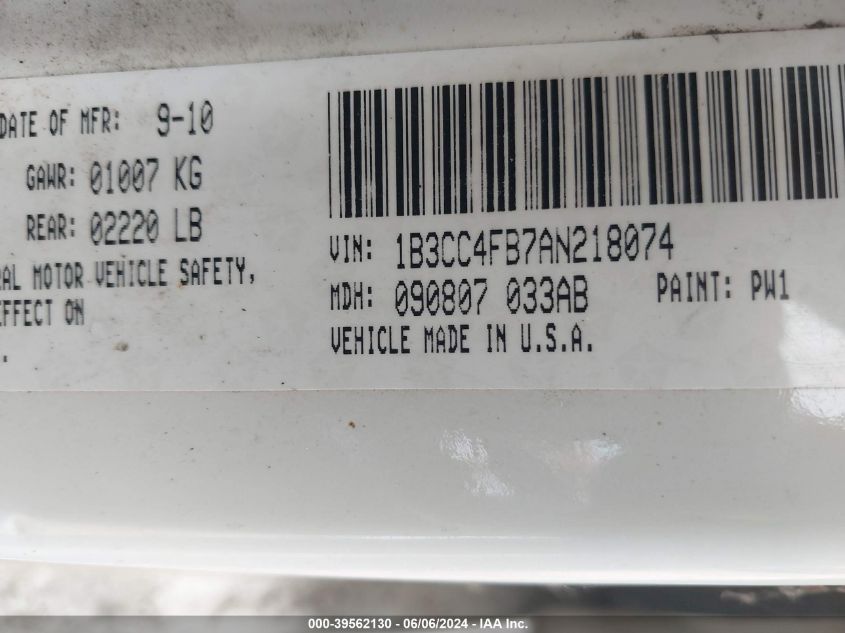 DATE OF MFR: 9-10
GAWR: 01007 KG
REAR: 02220 LB
MOTOR VEHICLE SAFETY,
EFFECT ON
VIN: 1B3CC4FB7AN218074
MDH: 090807 033AB PAINT: PW1
VEHICLE MADE IN U.S.A.
000-39562130 - 06/06/2024 - IAA Inc.